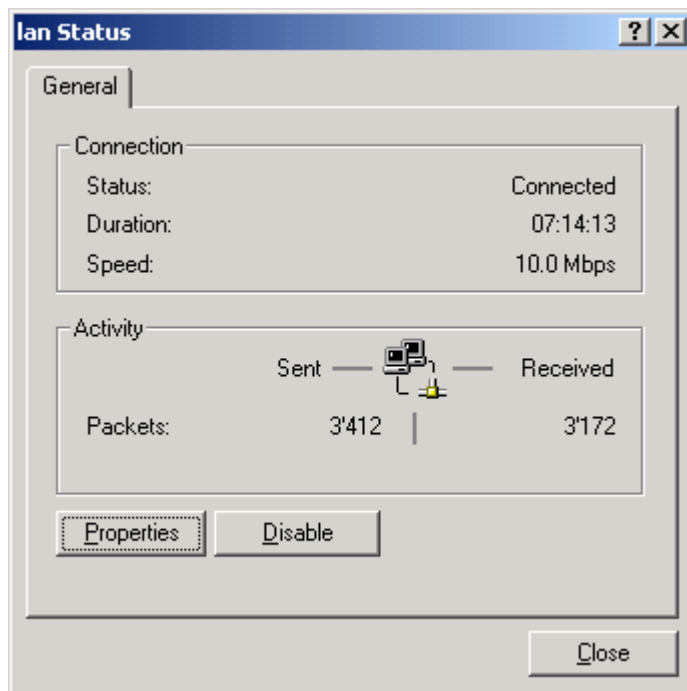 lan Status
General
Connection
Status: Connected
Duration: 07:14:13
Speed: 10.0 Mbps
Activity
Sent Received
Packets: 3'412 3'172
Properties Disable
Close